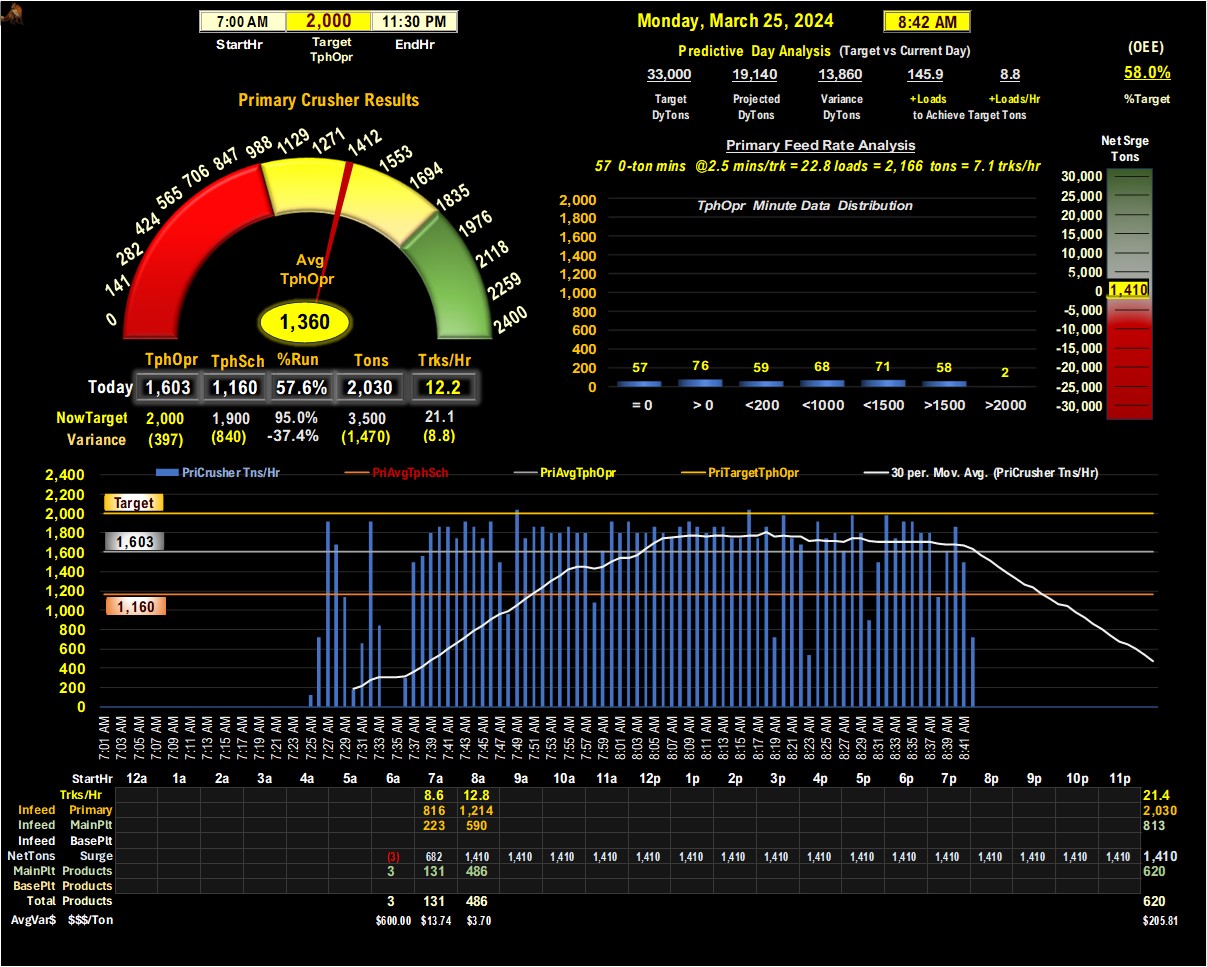 7:00 AM 2,000 11:30 PM
StartHr Target TphOpr EndHr
Monday, March 25, 2024 8:42 AM
Predictive Day Analysis (Target vs Current Day)
33,000 19,140 13,860 145.9 8.8
Target DyTons Projected DyTons Variance DyTons +Loads +Loads/Hr
to Achieve Target Tons
(OEE)
58.0%
%Target
Primary Crusher Results
0 141 282 424 565 706 847 988 1129 1271 1412 1553 1694 1835 1976 2118 2259 2400
Avg
TphOpr
1,360
TphOpr TphSch %Run Tons Trks/Hr
Today 1,603 1,160 57.6% 2,030 12.2
NowTarget 2,000 1,900 95.0% 3,500 21.1
Variance (397) (840) -37.4% (1,470) (8.8)
Primary Feed Rate Analysis
57 0-ton mins @2.5 mins/trk = 22.8 loads = 2,166 tons = 7.1 trks/hr
TphOpr Minute Data Distribution
2,000
1,800
1,600
1,400
1,200
1,000
800
600
400
200
0
57 76 59 68 71 58 2
= 0 > 0 <200 <1000 <1500 >1500 >2000
Net Srge
Tons
30,000
25,000
20,000
15,000
10,000
5,000
0 1,410
-5,000
-10,000
-15,000
-20,000
-25,000
-30,000
PriCrusher Tns/Hr PriAvgTphSch PriAvgTphOpr PriTargetTphOpr 30 per. Mov. Avg. (PriCrusher Tns/Hr)
2,400
2,200
2,000
1,800
1,600
1,400
1,200
1,000
800
600
400
200
0
Target
1,603
1,160
7:01 AM 7:03 AM 7:05 AM 7:07 AM 7:09 AM 7:11 AM 7:13 AM 7:15 AM 7:17 AM 7:19 AM 7:21 AM 7:23 AM 7:25 AM 7:27 AM 7:29 AM 7:31 AM 7:33 AM 7:35 AM 7:37 AM 7:39 AM 7:41 AM 7:43 AM 7:45 AM 7:47 AM 7:49 AM 7:51 AM 7:53 AM 7:55 AM 7:57 AM 7:59 AM 8:01 AM 8:03 AM 8:05 AM 8:07 AM 8:09 AM 8:11 AM 8:13 AM 8:15 AM 8:17 AM 8:19 AM 8:21 AM 8:23 AM 8:25 AM 8:27 AM 8:29 AM 8:31 AM 8:33 AM 8:35 AM 8:37 AM 8:39 AM 8:41 AM
StartHr 12a 1a 2a 3a 4a 5a 6a 7a 8a 9a 10a 11a 12p 1p 2p 3p 4p 5p 6p 7p 8p 9p 10p 11p
Trks/Hr 8.6 12.8 21.4
Infeed Primary 816 1,214 2,030
Infeed MainPlt 223 590 813
Infeed BasePlt
NetTons Surge (3) 682 1,410 1,410 1,410 1,410 1,410 1,410 1,410 1,410 1,410 1,410 1,410 1,410 1,410 1,410 1,410 1,410 1,410
MainPlt Products 3 131 486 620
BasePlt Products
Total Products 3 131 486 620
AvgVar$ $$$/Ton $600.00 $13.74 $3.70 $205.81